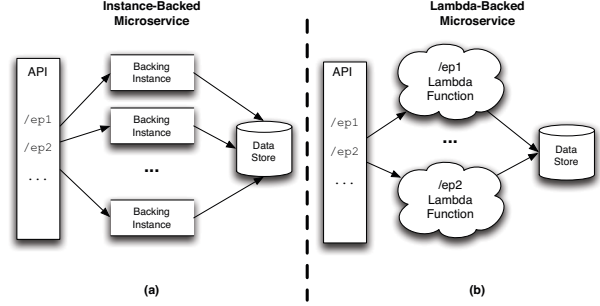 Instance-Backed
Microservice
API
/ep1
/ep2
...
Backing
Instance
Backing
Instance
...
Backing
Instance
Data
Store
(a)
Lambda-Backed
Microservice
API
/ep1
/ep2
...
/ep1
Lambda
Function
...
/ep2
Lambda
Function
Data
Store
(b)